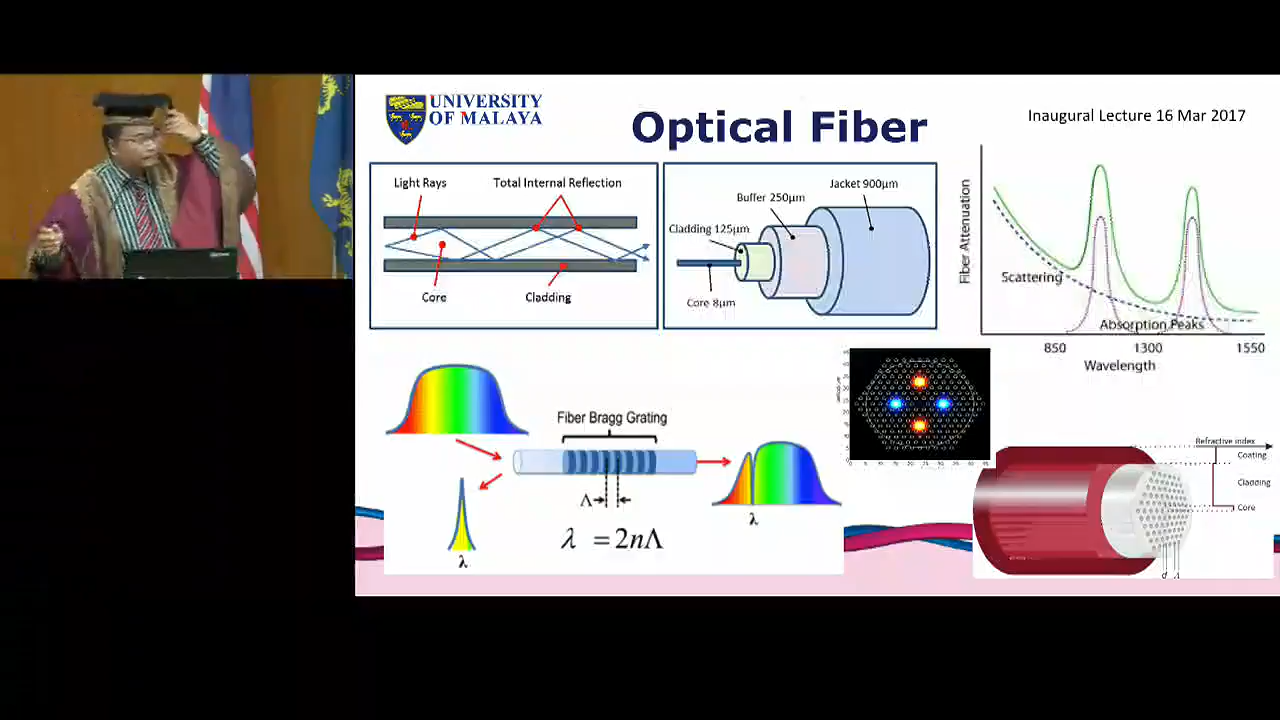 UNIVERSITY
OF MALAYA
Optical Fiber
Inaugural Lecture 16 Mar 2017
Light Rays
Total Internal Reflection
Core
Cladding
Jacket 900µm
Buffer 250µm
Cladding 125µm
Core 8µm
Fiber Attenuation
Scattering
Absorption Peaks
850
1300
1550
Wavelength
Fiber Bragg Grating
Λ
λ
λ
λ = 2nΛ
Refractive index
Coating
Cladding
Core
d
Λ